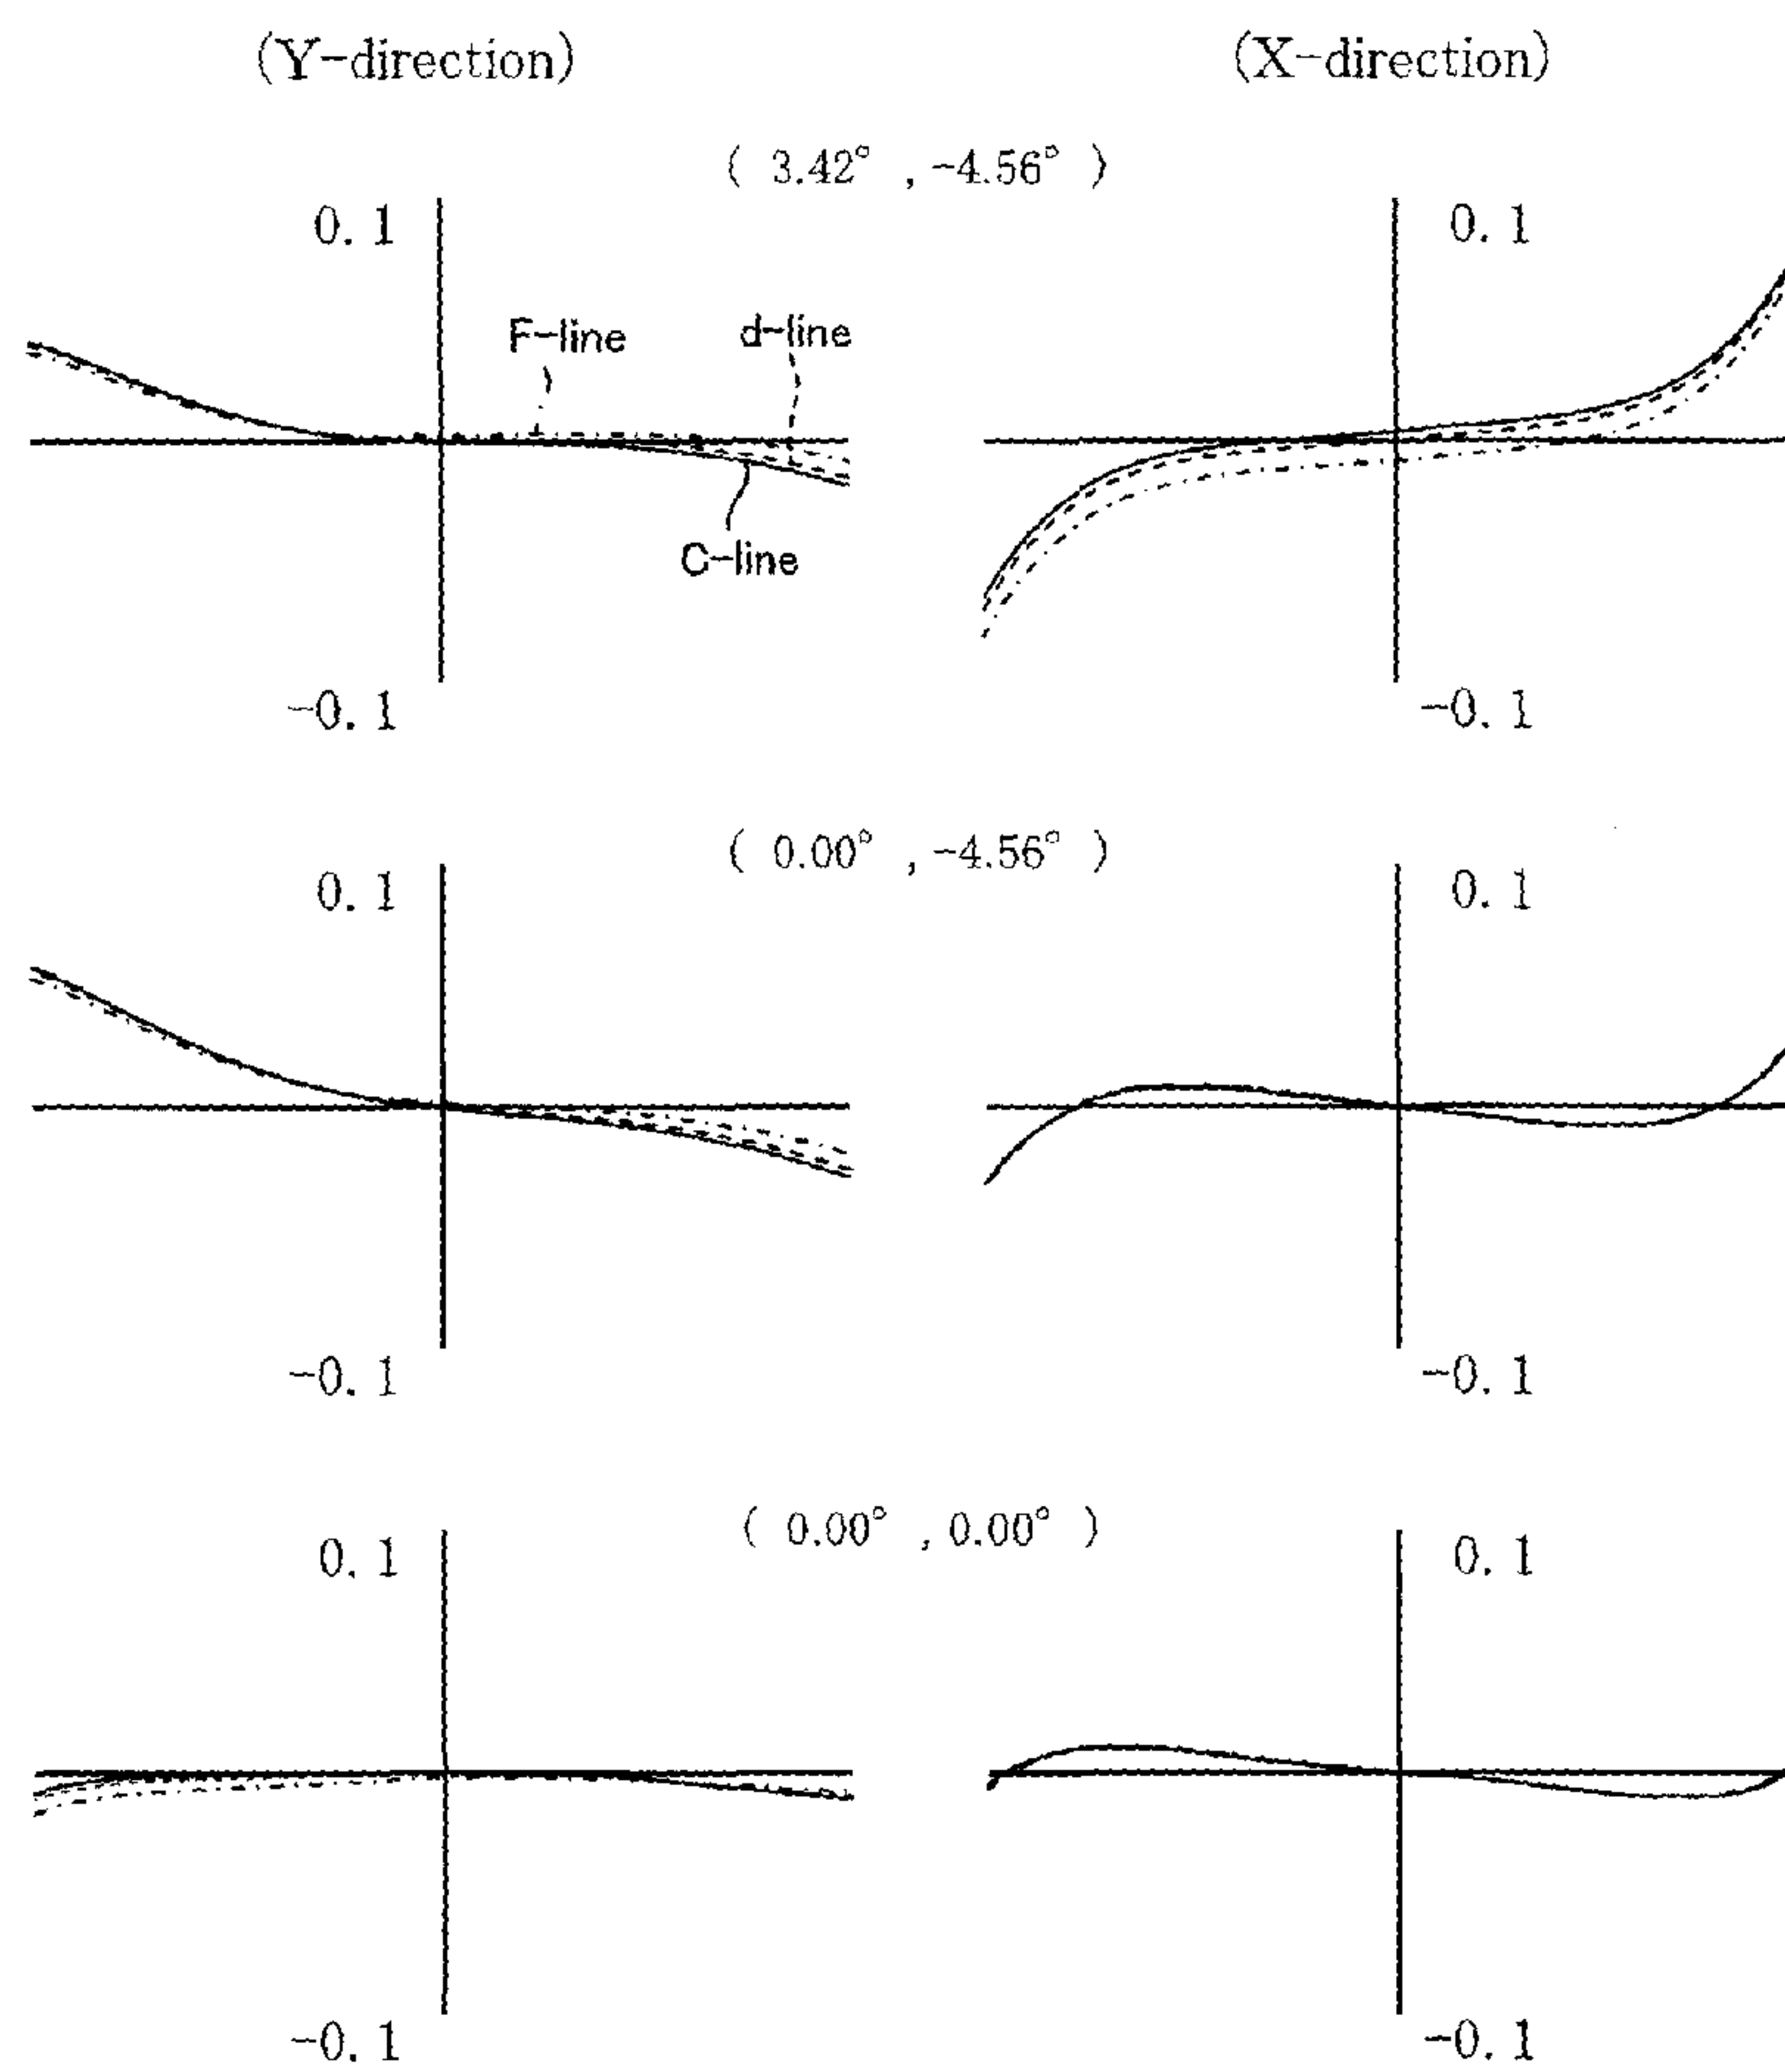 (Y-direction) (X-direction)
( 3.42° , -4.56° )
0. 1 0. 1
F-line d-line
C-line
-0. 1 -0. 1
( 0.00° , -4.56° )
0. 1 0. 1
-0. 1 -0. 1
( 0.00° , 0.00° )
0. 1 0. 1
-0. 1 -0. 1